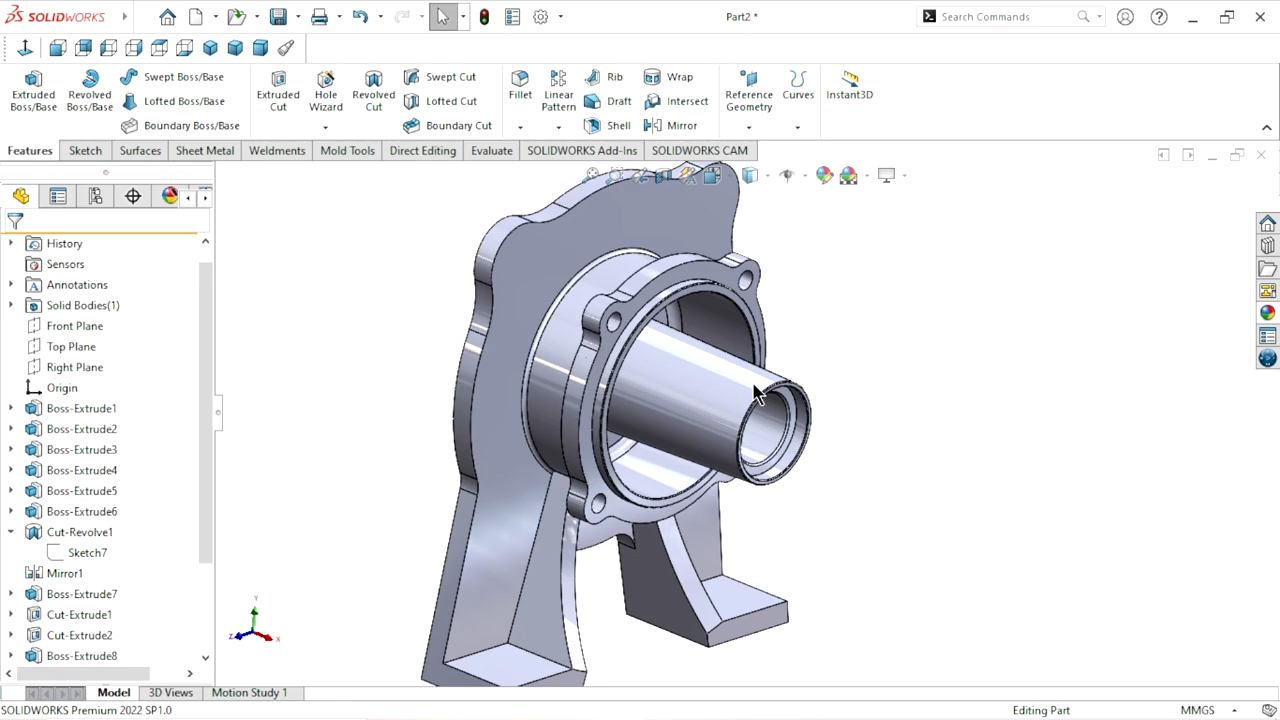 SOLIDWORKS
Part2 *
Search Commands
Extruded Boss/Base
Revolved Boss/Base
Swept Boss/Base
Lofted Boss/Base
Boundary Boss/Base
Extruded Cut
Hole Wizard
Revolved Cut
Swept Cut
Lofted Cut
Boundary Cut
Fillet
Linear Pattern
Rib
Draft
Shell
Wrap
Intersect
Mirror
Reference Geometry
Curves
Instant3D
Features
Sketch
Surfaces
Sheet Metal
Weldments
Mold Tools
Direct Editing
Evaluate
SOLIDWORKS Add-Ins
SOLIDWORKS CAM
History
Sensors
Annotations
Solid Bodies(1)
Front Plane
Top Plane
Right Plane
Origin
Boss-Extrude1
Boss-Extrude2
Boss-Extrude3
Boss-Extrude4
Boss-Extrude5
Boss-Extrude6
Cut-Revolve1
Sketch7
Mirror1
Boss-Extrude7
Cut-Extrude1
Cut-Extrude2
Boss-Extrude8
Y
Z
X
Model
3D Views
Motion Study 1
SOLIDWORKS Premium 2022 SP1.0
Editing Part
MMGS